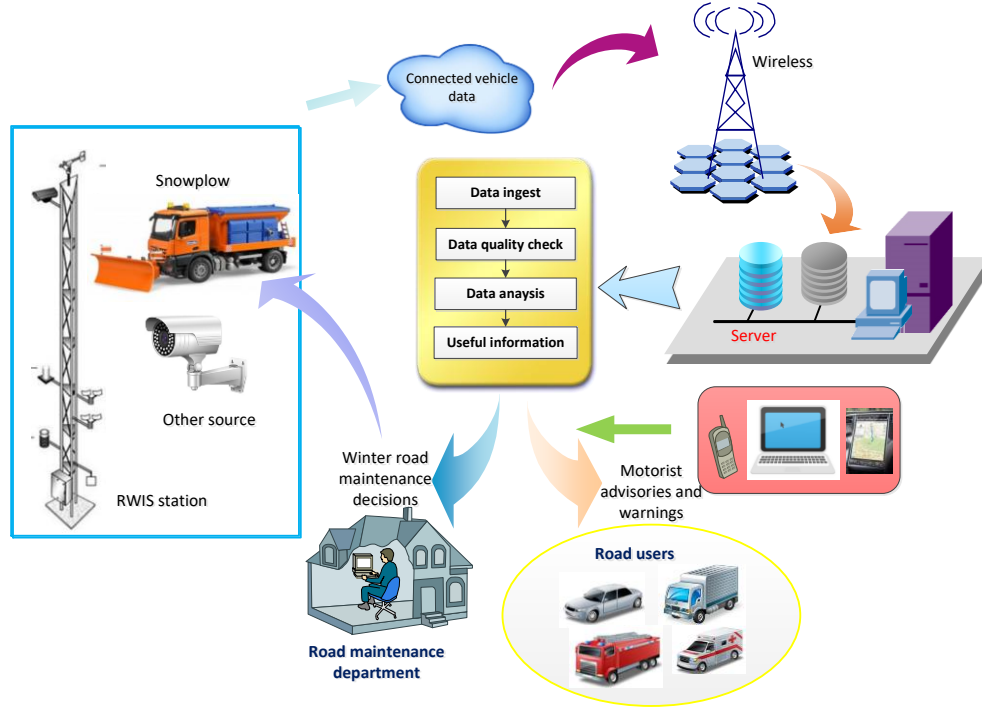 Connected vehicle
data
Wireless
Snowplow
Other source
RWIS station
Data ingest
Data quality check
Data anaysis
Useful information
Server
Winter road
maintenance
decisions
Motorist
advisories and
warnings
Road users
Road maintenance
department